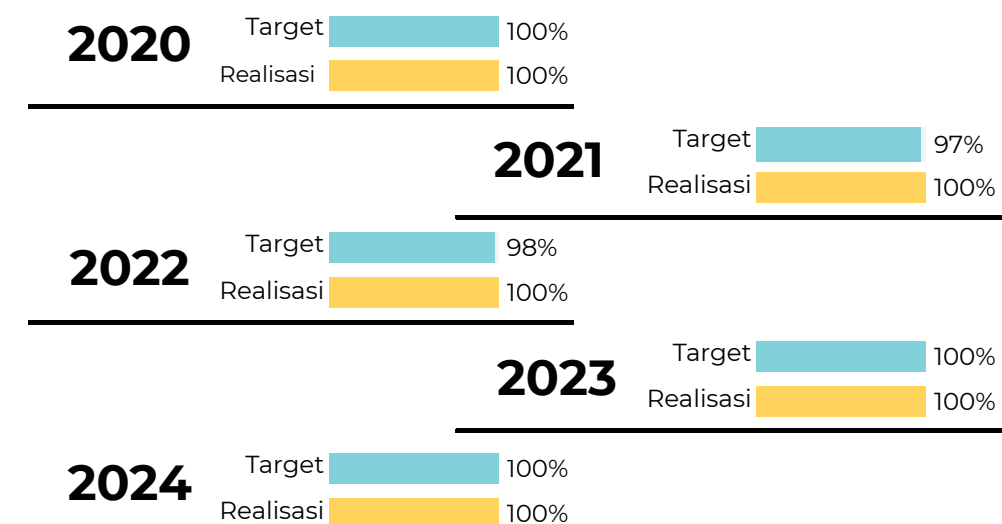 2020
Target 100%
Realisasi 100%
2021
Target 97%
Realisasi 100%
2022
Target 98%
Realisasi 100%
2023
Target 100%
Realisasi 100%
2024
Target 100%
Realisasi 100%